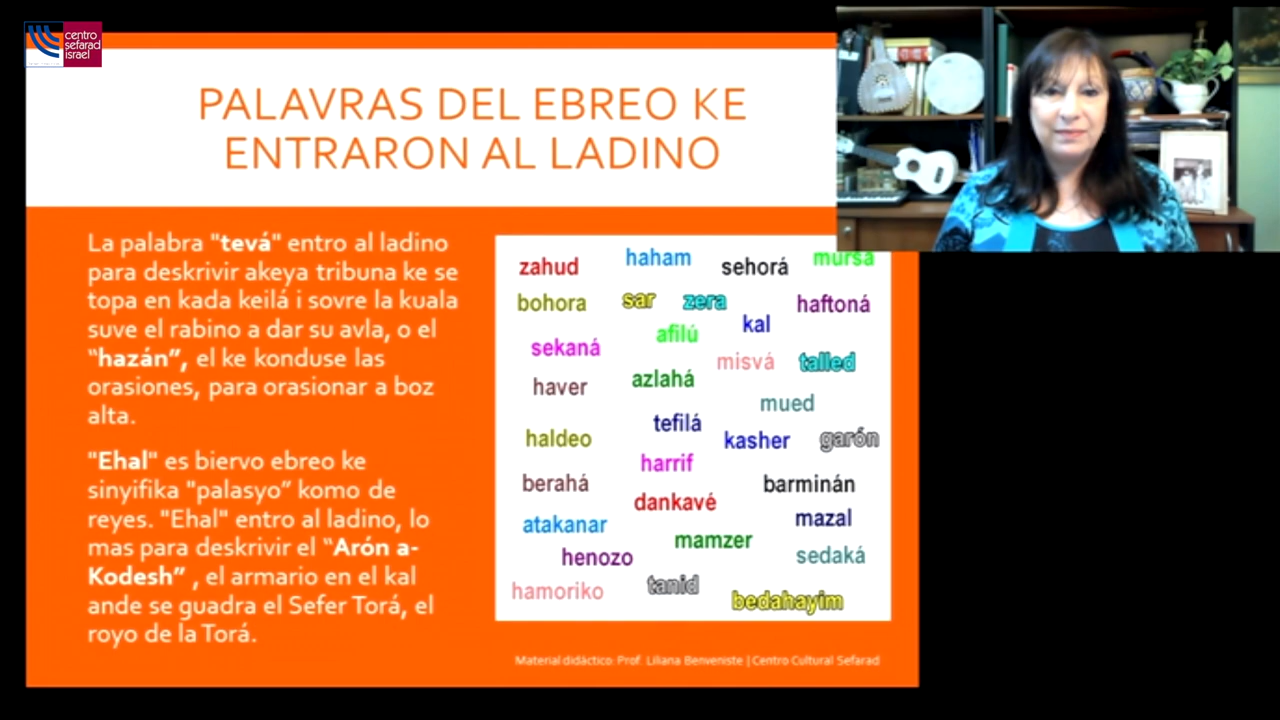 centro
sefarad
israel
PALAVRAS DEL EBREO KE
ENTRARON AL LADINO
La palabra "tevá" entro al ladino
para deskrivir akeya tribuna ke se
topa en kada keilá i sovre la kuala
suve el rabino a dar su avla, o el
“hazán”, el ke konduse las
orasiones, para orasionar a boz
alta.
"Ehal" es biervo ebreo ke
sinyifika "palasyo” komo de
reyes. "Ehal" entro al ladino, lo
mas para deskrivir el “Arón a-
Kodesh” , el armario en el kal
ande se guadra el Sefer Torá, el
royo de la Torá.
zahud haham sehorá mursá
bohora sar zera haftoná
afilú kal
sekaná misvá talled
haver azlahá mued
tefilá
haldeo kasher garón
harrif
berahá barminán
dankavé
atakanar mazal
mamzer
henozo sedaká
hamoriko tanid bedahayim
Material didáctico: Prof. Liliana Benveniste | Centro Cultural Sefarad